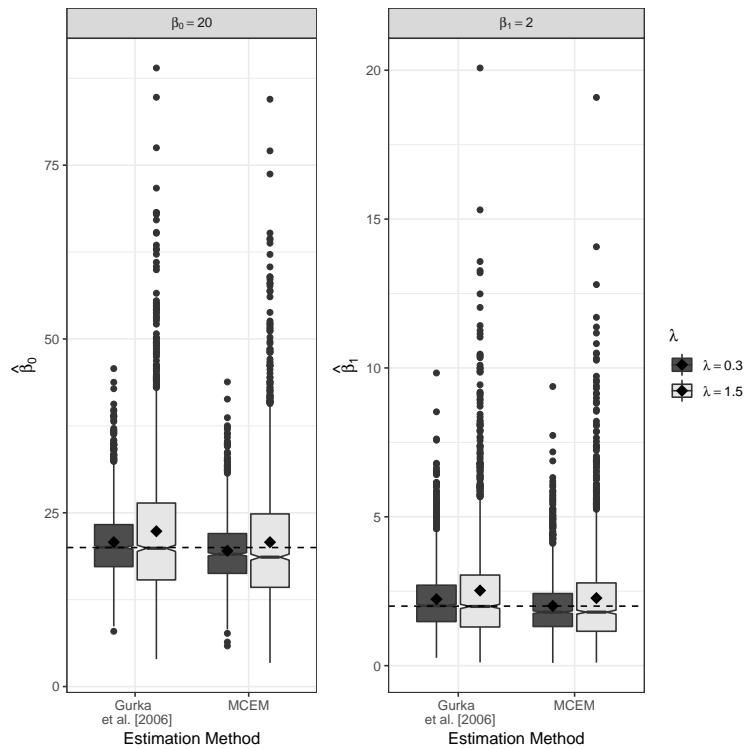 β₀ = 20
β₁ = 2
75
50
25
0
β̂₀
Gurka
et al. [2006]
MCEM
Estimation Method
20
15
10
5
0
β̂₁
Gurka
et al. [2006]
MCEM
Estimation Method
λ
λ = 0.3
λ = 1.5